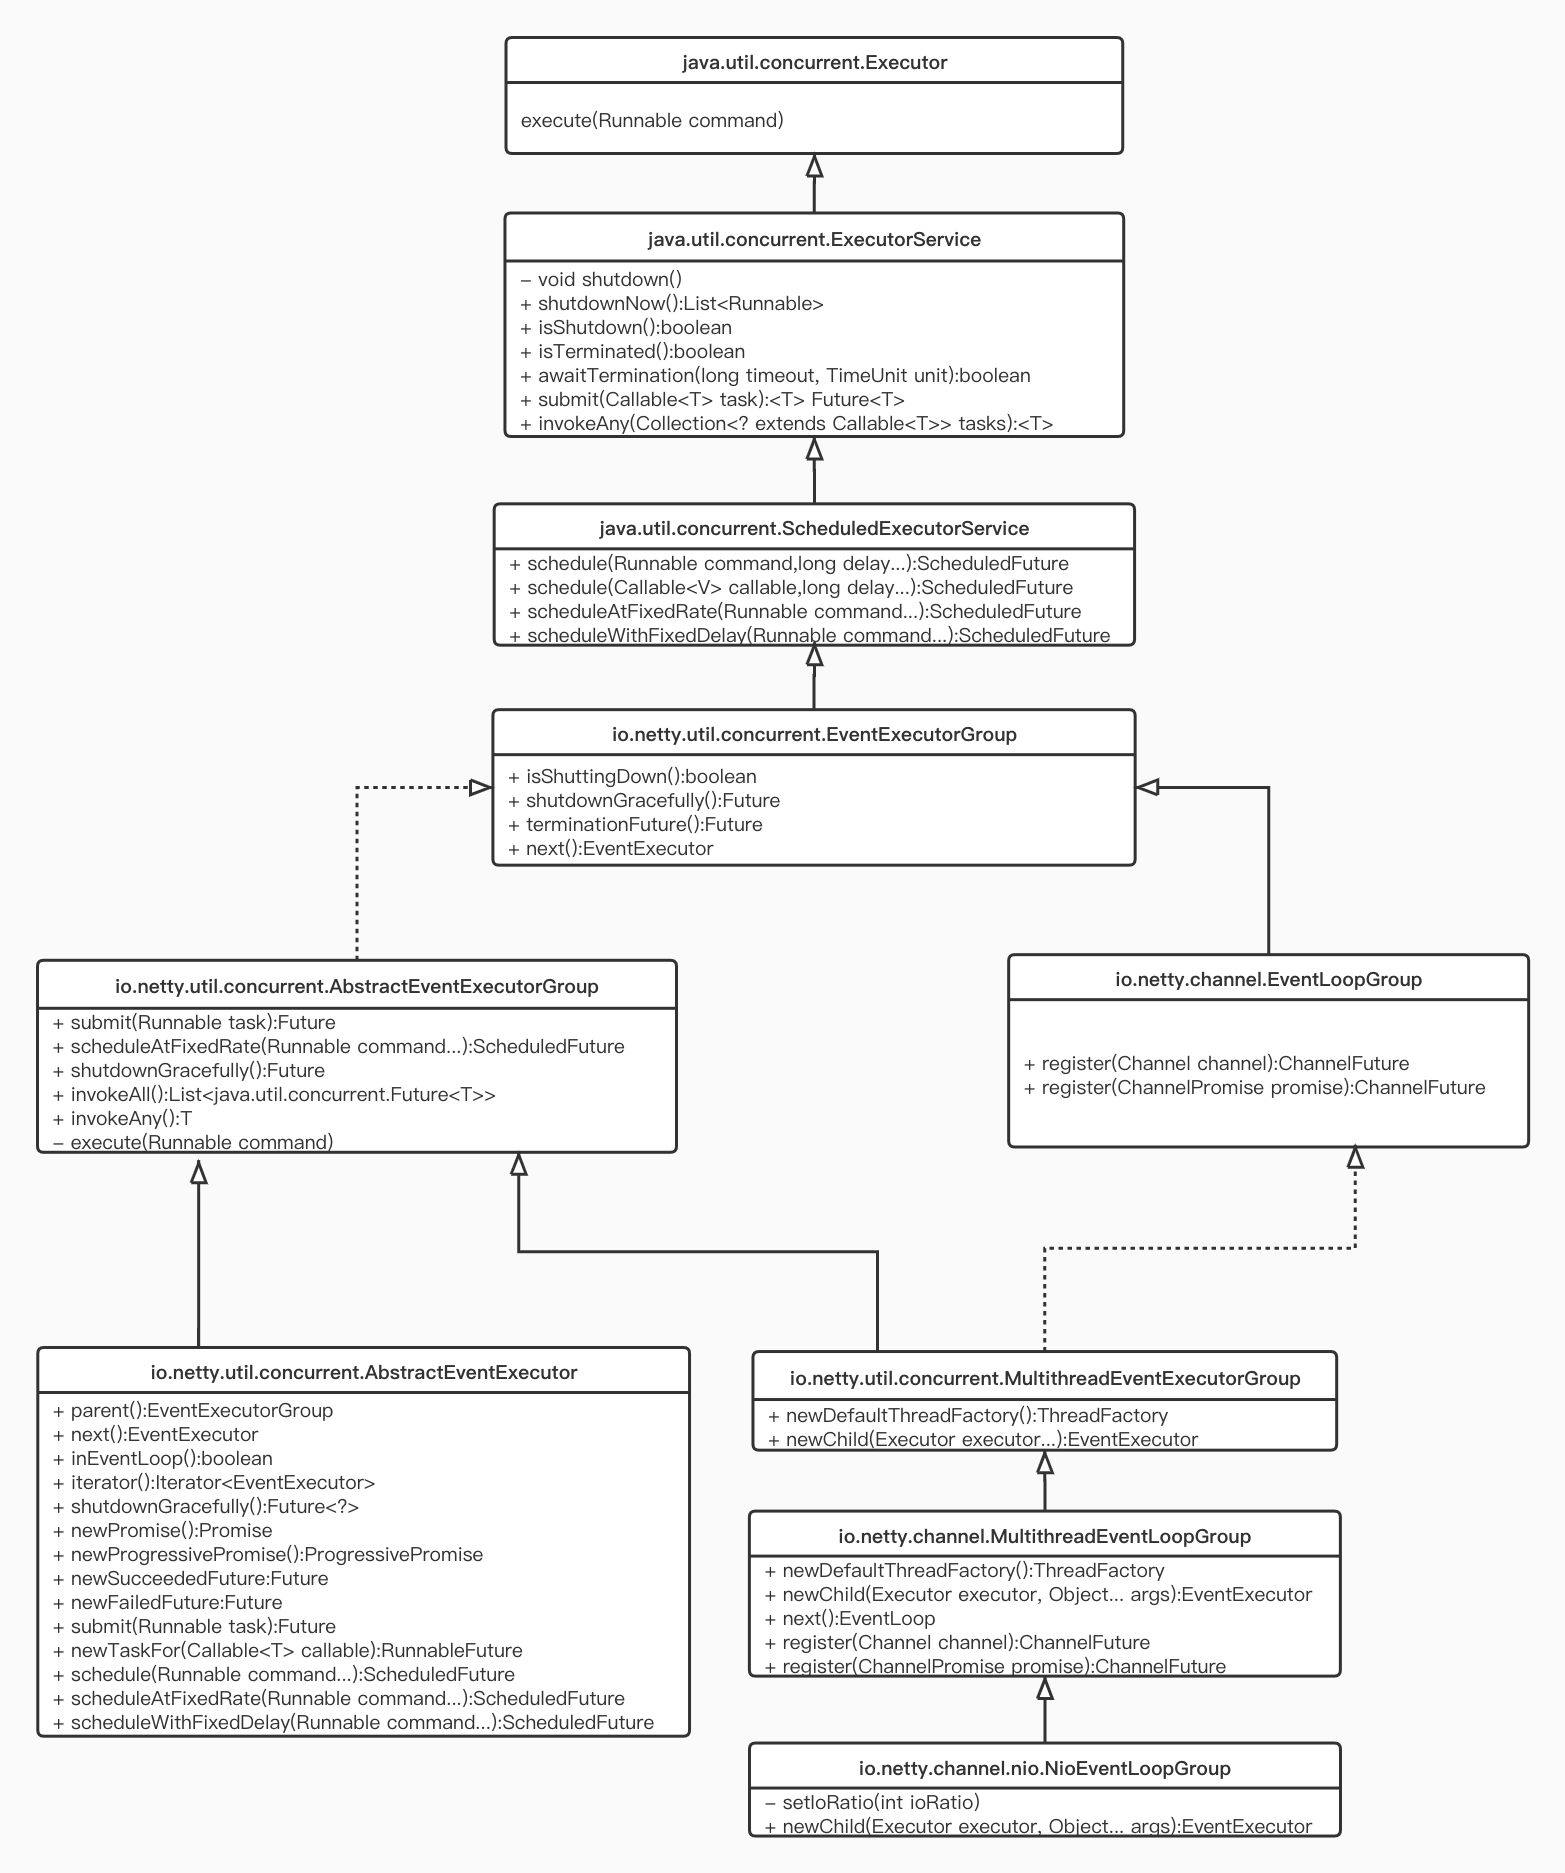 java.util.concurrent.Executor
execute(Runnable command)
java.util.concurrent.ExecutorService
– void shutdown()
+ shutdownNow():List<Runnable>
+ isShutdown():boolean
+ isTerminated():boolean
+ awaitTermination(long timeout, TimeUnit unit):boolean
+ submit(Callable<T> task):<T> Future<T>
+ invokeAny(Collection<? extends Callable<T>> tasks):<T>
java.util.concurrent.ScheduledExecutorService
+ schedule(Runnable command,long delay...):ScheduledFuture
+ schedule(Callable<V> callable,long delay...):ScheduledFuture
+ scheduleAtFixedRate(Runnable command...):ScheduledFuture
+ scheduleWithFixedDelay(Runnable command...):ScheduledFuture
io.netty.util.concurrent.EventExecutorGroup
+ isShuttingDown():boolean
+ shutdownGracefully():Future
+ terminationFuture():Future
+ next():EventExecutor
io.netty.util.concurrent.AbstractEventExecutorGroup
+ submit(Runnable task):Future
+ scheduleAtFixedRate(Runnable command...):ScheduledFuture
+ shutdownGracefully():Future
+ invokeAll():List<java.util.concurrent.Future<T>>
+ invokeAny():T
– execute(Runnable command)
io.netty.channel.EventLoopGroup
+ register(Channel channel):ChannelFuture
+ register(ChannelPromise promise):ChannelFuture
io.netty.util.concurrent.AbstractEventExecutor
+ parent():EventExecutorGroup
+ next():EventExecutor
+ inEventLoop():boolean
+ iterator():Iterator<EventExecutor>
+ shutdownGracefully():Future<?>
+ newPromise():Promise
+ newProgressivePromise():ProgressivePromise
+ newSucceededFuture:Future
+ newFailedFuture:Future
+ submit(Runnable task):Future
+ newTaskFor(Callable<T> callable):RunnableFuture
+ schedule(Runnable command...):ScheduledFuture
+ scheduleAtFixedRate(Runnable command...):ScheduledFuture
+ scheduleWithFixedDelay(Runnable command...):ScheduledFuture
io.netty.util.concurrent.MultithreadEventExecutorGroup
+ newDefaultThreadFactory():ThreadFactory
+ newChild(Executor executor...):EventExecutor
io.netty.channel.MultithreadEventLoopGroup
+ newDefaultThreadFactory():ThreadFactory
+ newChild(Executor executor, Object... args):EventExecutor
+ next():EventLoop
+ register(Channel channel):ChannelFuture
+ register(ChannelPromise promise):ChannelFuture
io.netty.channel.nio.NioEventLoopGroup
– setIoRatio(int ioRatio)
+ newChild(Executor executor, Object... args):EventExecutor